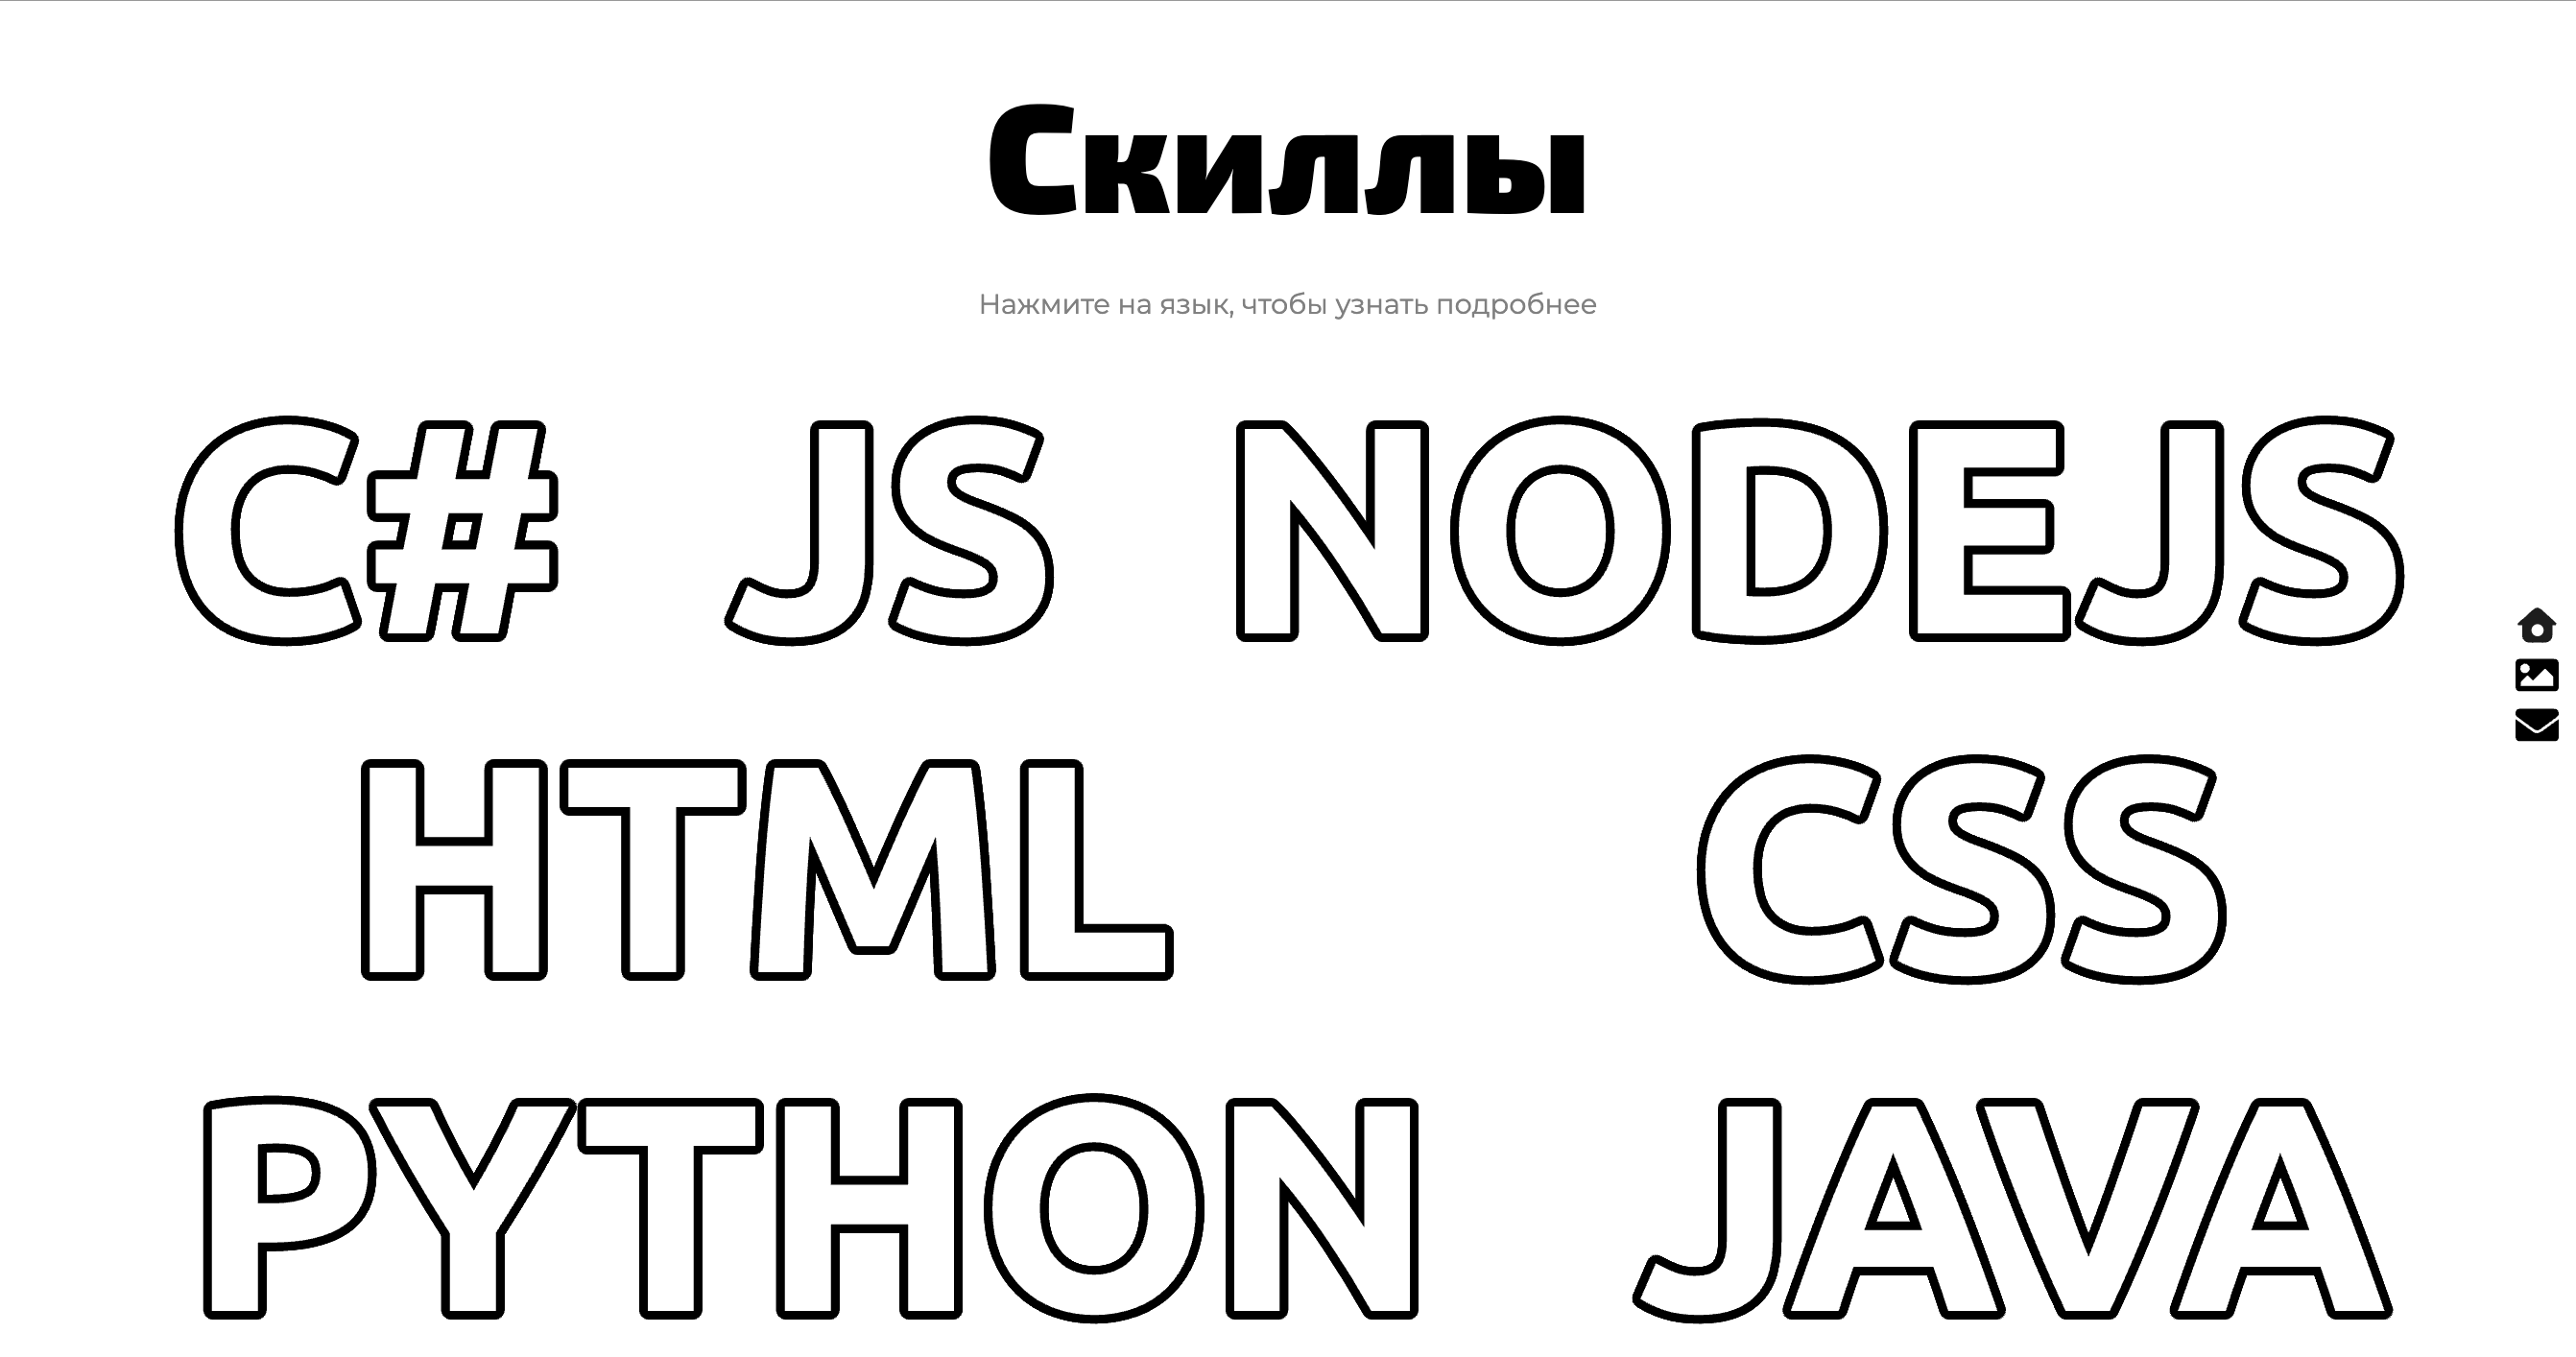 Скиллы
Нажмите на язык, чтобы узнать подробнее
C# JS NODEJS
HTML CSS
PYTHON JAVA